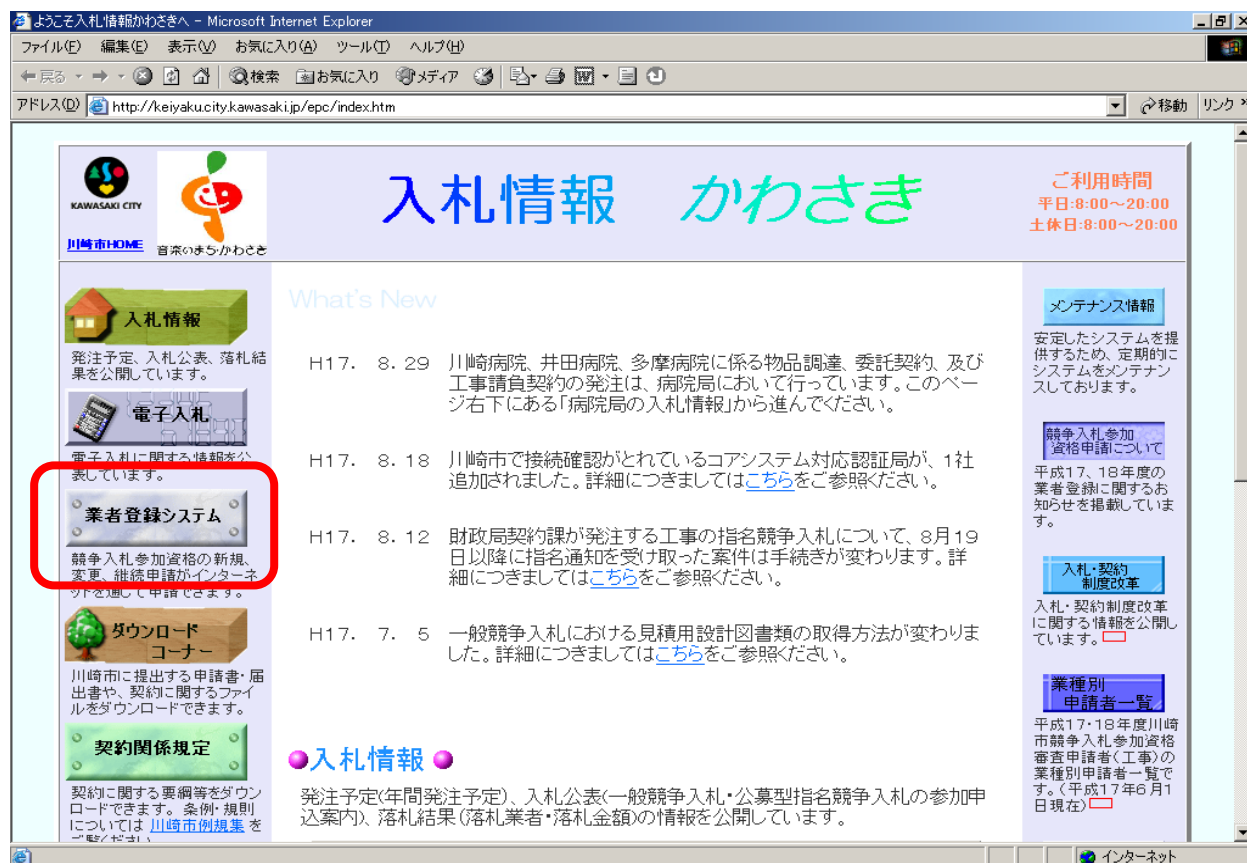 ようこそ入札情報かわさきへ - Microsoft Internet Explorer
ファイル(F) 編集(E) 表示(V) お気に入り(A) ツール(T) ヘルプ(H)
戻る 検索 お気に入り メディア
アドレス(D) http://keiyaku.city.kawasaki.jp/epc/index.htm 移動 リンク »
KAWASAKI CITY
川崎市HOME
音楽のまち・かわさき
入札情報 かわさき
ご利用時間
平日:8:00～20:00
土休日:8:00～20:00
入札情報
発注予定、入札公表、落札結
果を公開しています。
電子入札
電子入札に関する情報を公
表しています。
業者登録システム
競争入札参加資格の新規、
変更、継続申請がインターネ
ットを通して申請できます。
ダウンロード
コーナー
川崎市に提出する申請書・届
出書や、契約に関するファイ
ルをダウンロードできます。
契約関係規定
契約に関する要綱等をダウン
ロードできます。条例・規則
については 川崎市例規集 を
ご覧ください
What's New
H17. 8. 29 川崎病院、井田病院、多摩病院に係る物品調達、委託契約、及び
工事請負契約の発注は、病院局において行っています。このペー
ジ右下にある「病院局の入札情報」から進んでください。
H17. 8. 18 川崎市で接続確認がとれているコアシステム対応認証局が、1社
追加されました。詳細につきましてはこちらをご参照ください。
H17. 8. 12 財政局契約課が発注する工事の指名競争入札について、8月19
日以降に指名通知を受け取った案件は手続きが変わります。詳
細につきましてはこちらをご参照ください。
H17. 7. 5 一般競争入札における見積用設計図書類の取得方法が変わりま
した。詳細につきましてはこちらをご参照ください。
入札情報
発注予定(年間発注予定)、入札公表(一般競争入札・公募型指名競争入札の参加申
込案内)、落札結果(落札業者・落札金額)の情報を公開しています。
メンテナンス情報
安定したシステムを提
供するため、定期的に
システムをメンテナン
スしております。
競争入札参加
資格申請について
平成17、18年度の
業者登録に関するお
知らせを掲載していま
す。
入札・契約
制度改革
入札・契約制度改革
に関する情報を公開し
ています。
業種別
申請者一覧
平成17・18年度川崎
市競争入札参加資格
審査申請者(工事)の
業種別申請者一覧で
す。(平成17年6月1
日現在)
インターネット